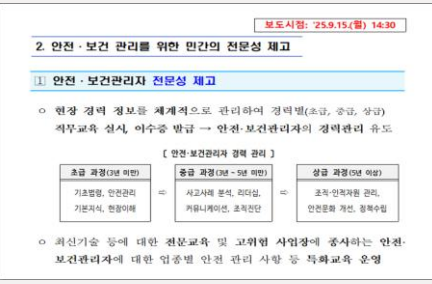 보도시점: '25.9.15.(월) 14:30
2. 안전·보건 관리를 위한 민간의 전문성 제고
1 안전·보건관리자 전문성 제고
○ 현장 경력 정보를 체계적으로 관리하여 경력별(초급, 중급, 상급)
직무교육 실시, 이수증 발급 → 안전·보건관리자의 경력관리 유도
[ 안전·보건관리자 경력 관리 ]
초급 과정(3년 미만)
기초법령, 안전관리
기본지식, 현장이해
⇨
중급 과정(3년 ~ 5년 미만)
사고사례 분석, 리더십,
커뮤니케이션, 조직진단
⇨
상급 과정(5년 이상)
조직·인적자원 관리,
안전문화 개선, 정책수립
○ 최신기술 등에 대한 전문교육 및 고위험 사업장에 종사하는 안전·
보건관리자에 대한 업종별 안전 관리 사항 등 특화교육 운영